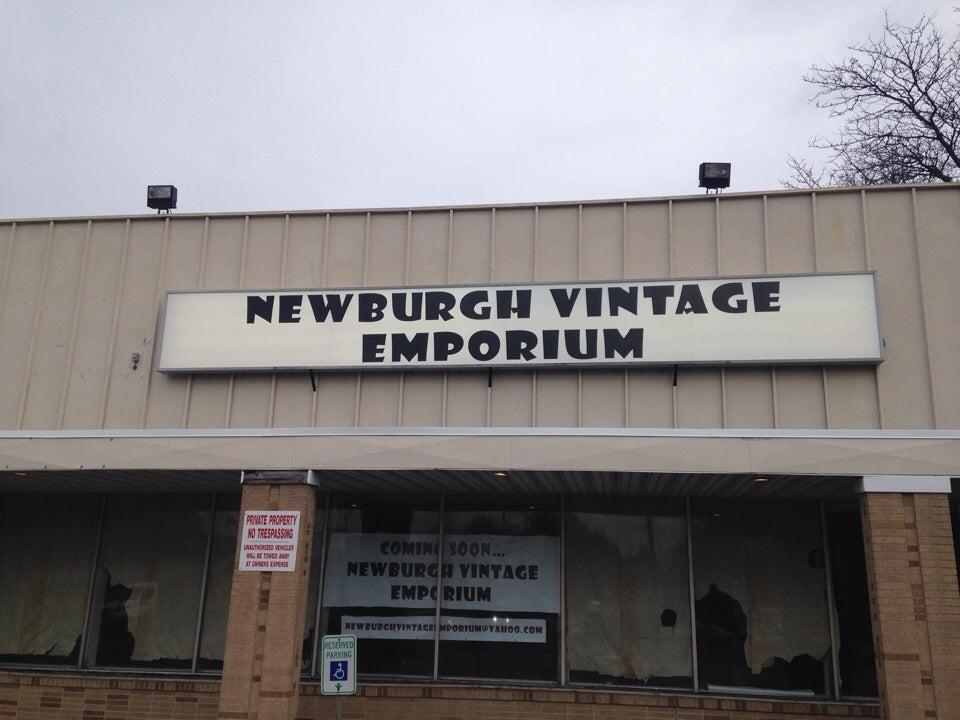 NEWBURGH VINTAGE
EMPORIUM
PRIVATE PROPERTY
NO TRESPASSING
UNAUTHORIZED VEHICLES
WILL BE TOWED AWAY
AT OWNERS EXPENSE
COMING SOON...
NEWBURGH VINTAGE
EMPORIUM
NEWBURGHVINTAGEEMPORIUM@YAHOO.COM
RESERVED
PARKING